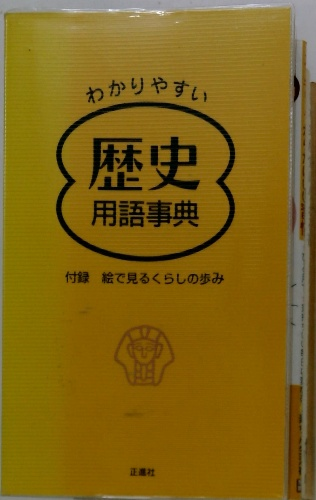 わかりやすい
歴史
用語事典
付録 絵で見るくらしの歩み
正進社